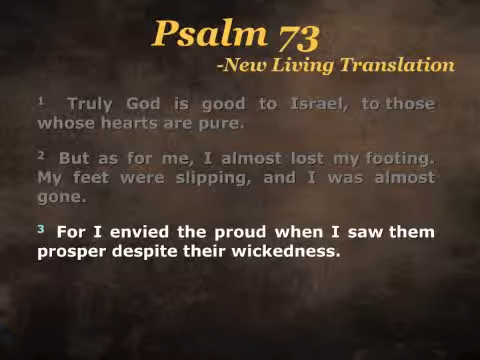 Psalm 73
-New Living Translation
1 Truly God is good to Israel, to those
whose hearts are pure.
2 But as for me, I almost lost my footing.
My feet were slipping, and I was almost
gone.
3 For I envied the proud when I saw them
prosper despite their wickedness.